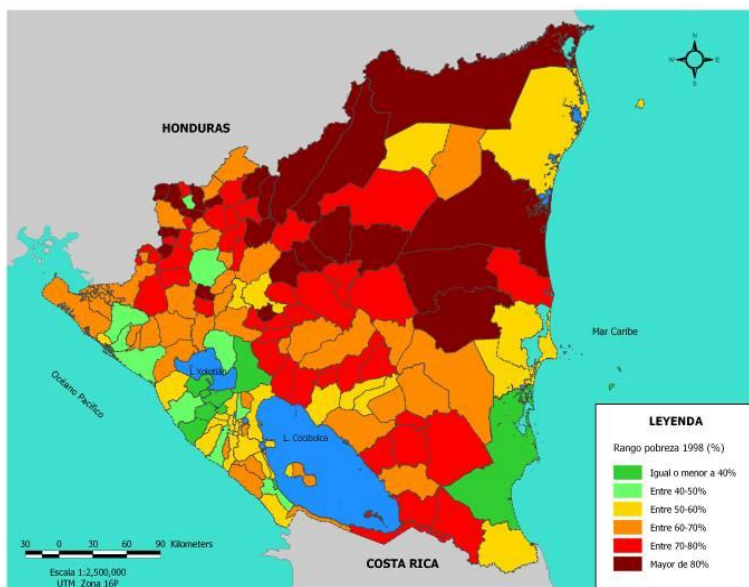 N
W E
S
HONDURAS
Mar Caribe
Océano Pacífico
L.Xolotlán
L. Cocibolca
COSTA RICA
30 0 30 60 90 Kilometers
Escala 1:2,500,000
UTM Zona 16P
LEYENDA
Rango pobreza 1998 (%)
Igual o menor a 40%
Entre 40-50%
Entre 50-60%
Entre 60-70%
Entre 70-80%
Mayor de 80%